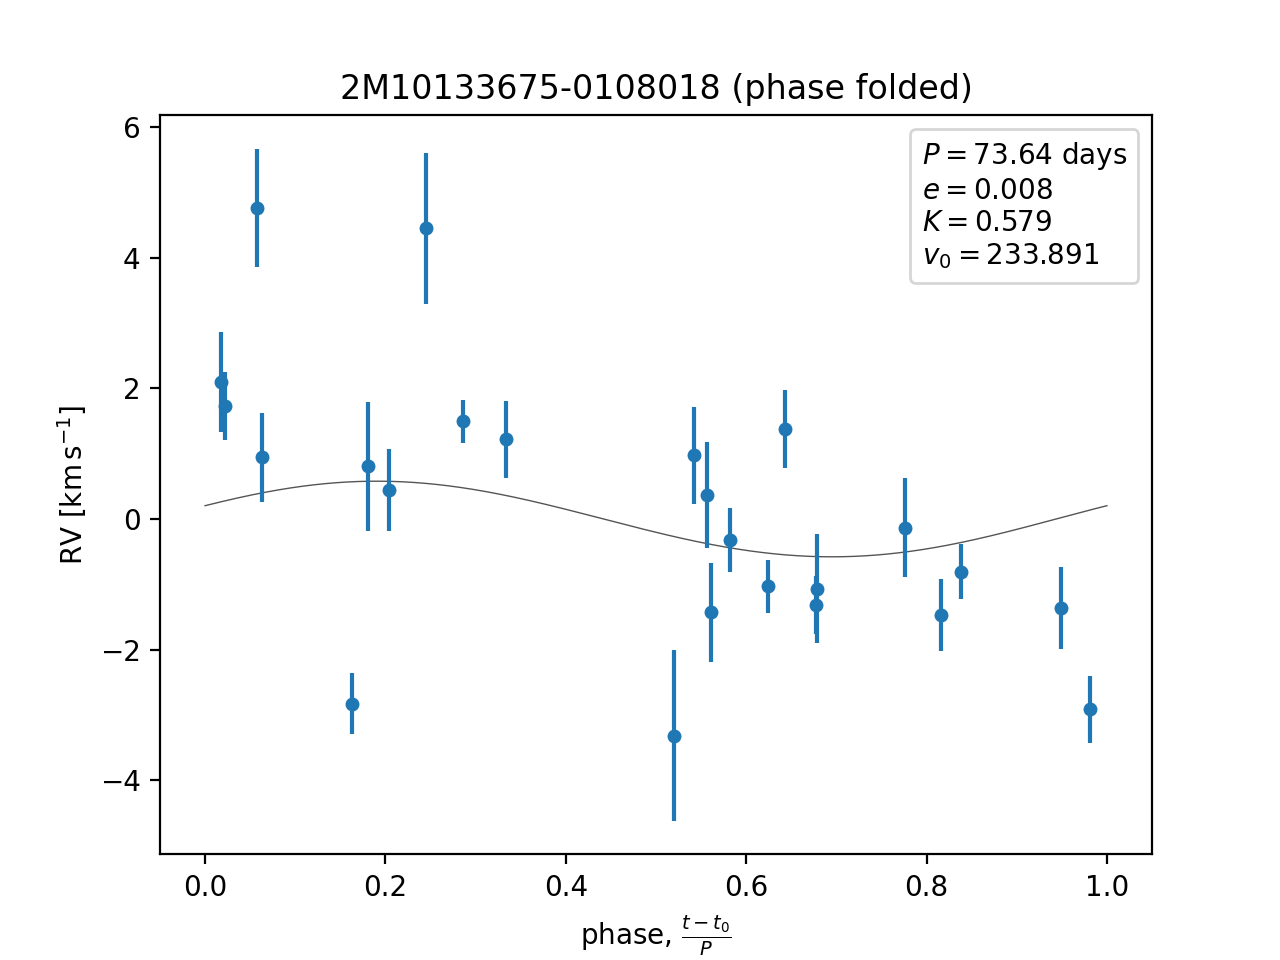 2M10133675-0108018 (phase folded)
P = 73.64 days
e = 0.008
K = 0.579
v₀ = 233.891
6
4
2
0
−2
−4
RV [km s⁻¹]
0.0 0.2 0.4 0.6 0.8 1.0
phase, (t − t₀)/P